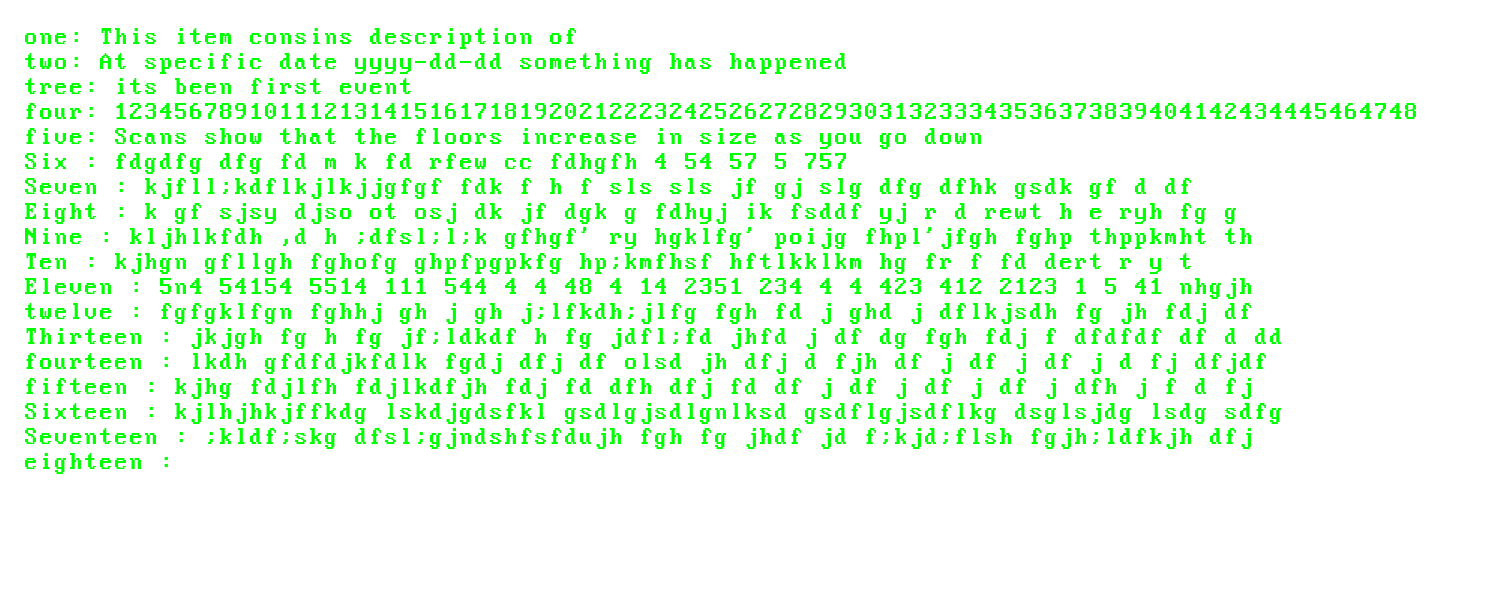 one: This item consins description of
two: At specific date yyyy-dd-dd something has happened
tree: its been first event
four: 123456789101112131415161718192021222324252627282930313233343536373839404142434445464748
five: Scans show that the floors increase in size as you go down
Six : fdgdfg dfg fd m k fd rfew cc fdhgfh 4 54 57 5 757
Seven : kjfll;kdflkjlkjjgfgf fdk f h f sls sls jf gj slg dfg dfhk gsdk gf d df
Eight : k gf sjsy djso ot osj dk jf dgk g fdhyj ik fsddf yj r d rewt h e ryh fg g
Nine : kljhlkfdh ,d h ;dfsl;l;k gfhgf' ry hgklfg' poijg fhpl'jfgh fghp thppkmht th
Ten : kjhgn gfllgh fghofg ghpfpgpkfg hp;kmfhsf hftlkklkm hg fr f fd dert r y t
Eleven : 5n4 54154 5514 111 544 4 4 48 4 14 2351 234 4 4 423 412 2123 1 5 41 nhgjh
twelve : fgfgklfgn fghhj gh j gh j;lfkdh;jlfg fgh fd j ghd j dflkjsdh fg jh fdj df
Thirteen : jkjgh fg h fg jf;ldkdf h fg jdfl;fd jhfd j df dg fgh fdj f dfdfdf df d dd
fourteen : lkdh gfdfdjkfdlk fgdj dfj df olsd jh dfj d fjh df j df j df j d fj dfjdf
fifteen : kjhg fdjlfh fdjlkdfjh fdj fd dfh dfj fd df j df j df j df j dfh j f d fj
Sixteen : kjlhjhkjffkdg lskdjgdsfkl gsdlgjsdlgnlksd gsdflgjsdflkg dsglsjdg lsdg sdfg
Seventeen : ;kldf;skg dfsl;gjndshfsfdujh fgh fg jhdf jd f;kjd;flsh fgjh;ldfkjh dfj
eighteen :